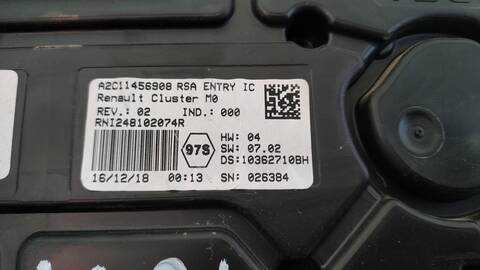 A2C11456908 RSA ENTRY IC
Renault Cluster M0
REV.: 02 IND.: 000
RNI248102074R
97S
HW: 04
SW: 07.02
DS:10362710BH
16/12/18 00:13 SN: 026384